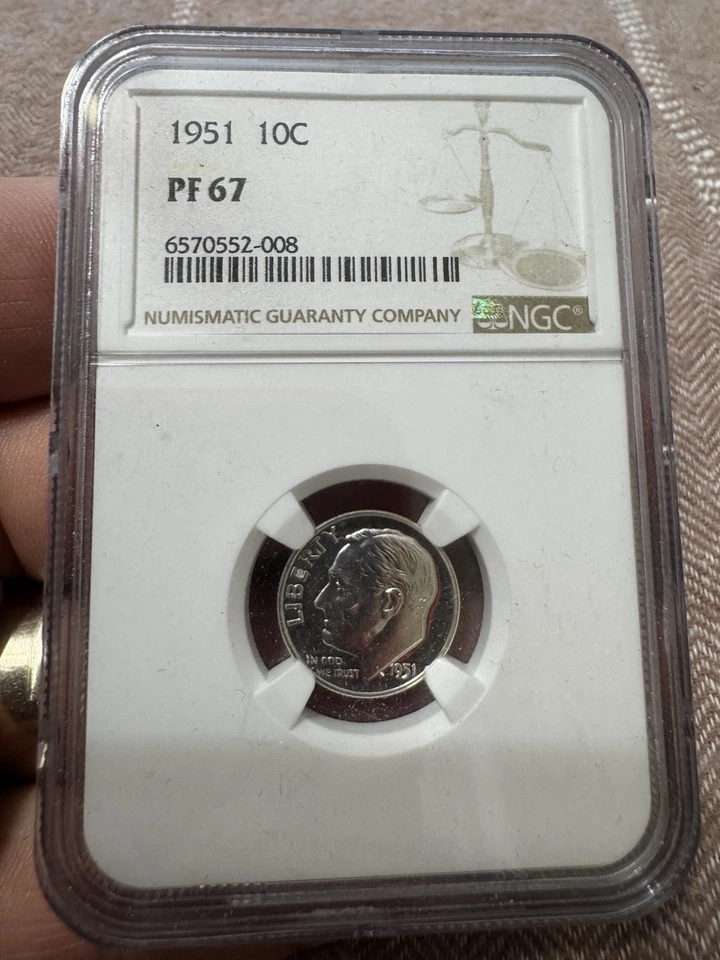 1951 10C
PF 67
6570552-008
NUMISMATIC GUARANTY COMPANY NGC®
LIBERTY
IN GOD
WE TRUST
1951